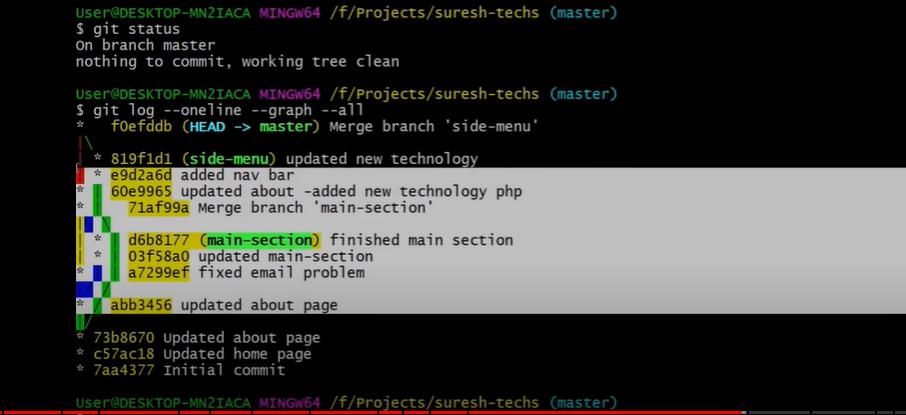 User@DESKTOP-MN2IACA MINGW64 /f/Projects/suresh-techs (master)
$ git status
On branch master
nothing to commit, working tree clean
User@DESKTOP-MN2IACA MINGW64 /f/Projects/suresh-techs (master)
$ git log --oneline --graph --all
*   f0efddb (HEAD -> master) Merge branch 'side-menu'
|\
| * 819f1d1 (side-menu) updated new technology
| * e9d2a6d added nav bar
* | 60e9965 updated about -added new technology php
* |   71af99a Merge branch 'main-section'
|\ \
| * | d6b8177 (main-section) finished main section
| * | 03f58a0 updated main-section
* | | a7299ef fixed email problem
|/ /
* / abb3456 updated about page
|/
* 73b8670 Updated about page
* c57ac18 Updated home page
* 7aa4377 Initial commit
User@DESKTOP-MN2IACA MINGW64 /f/Projects/suresh-techs (master)